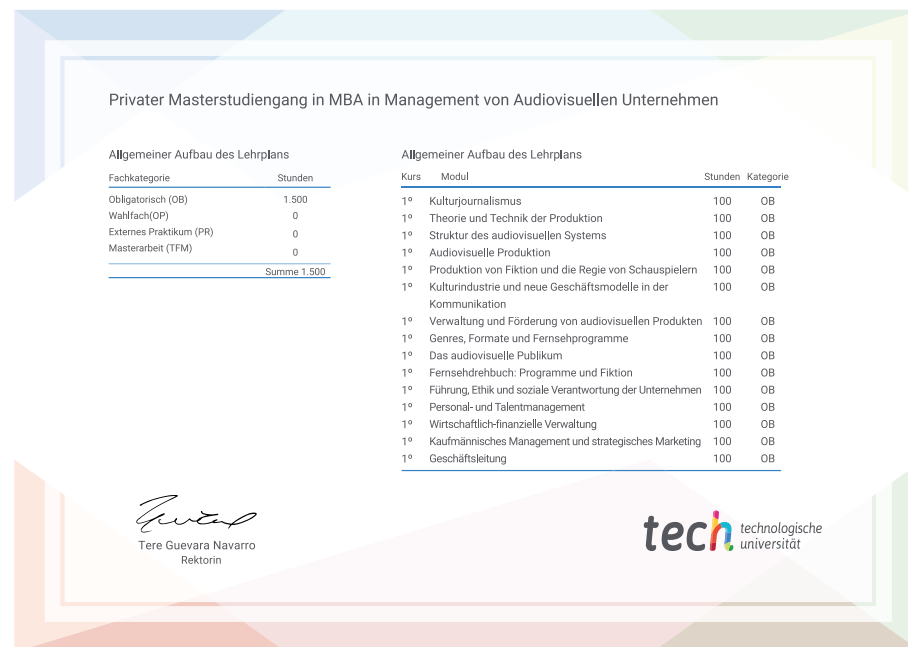 Privater Masterstudiengang in MBA in Management von Audiovisuellen Unternehmen
Allgemeiner Aufbau des Lehrplans
Fachkategorie Stunden
Obligatorisch (OB) 1.500
Wahlfach(OP) 0
Externes Praktikum (PR) 0
Masterarbeit (TFM) 0
Summe 1.500
Allgemeiner Aufbau des Lehrplans
Kurs Modul Stunden Kategorie
1º Kulturjournalismus 100 OB
1º Theorie und Technik der Produktion 100 OB
1º Struktur des audiovisuellen Systems 100 OB
1º Audiovisuelle Produktion 100 OB
1º Produktion von Fiktion und die Regie von Schauspielern 100 OB
1º Kulturindustrie und neue Geschäftsmodelle in der 100 OB
Kommunikation
1º Verwaltung und Förderung von audiovisuellen Produkten 100 OB
1º Genres, Formate und Fernsehprogramme 100 OB
1º Das audiovisuelle Publikum 100 OB
1º Fernsehdrehbuch: Programme und Fiktion 100 OB
1º Führung, Ethik und soziale Verantwortung der Unternehmen 100 OB
1º Personal- und Talentmanagement 100 OB
1º Wirtschaftlich-finanzielle Verwaltung 100 OB
1º Kaufmännisches Management und strategisches Marketing 100 OB
1º Geschäftsleitung 100 OB
Tere Guevara Navarro
Rektorin
tech technologische
universität